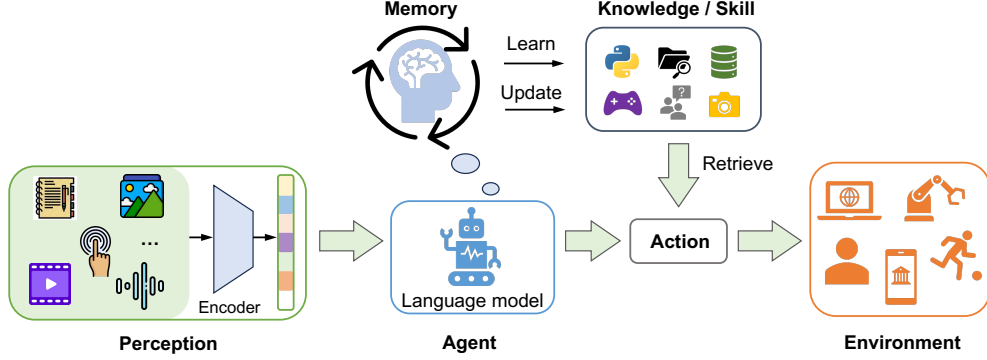 Memory
Knowledge / Skill
Learn
Update
?
Retrieve
...
Encoder
Language model
Action
Perception
Agent
Environment